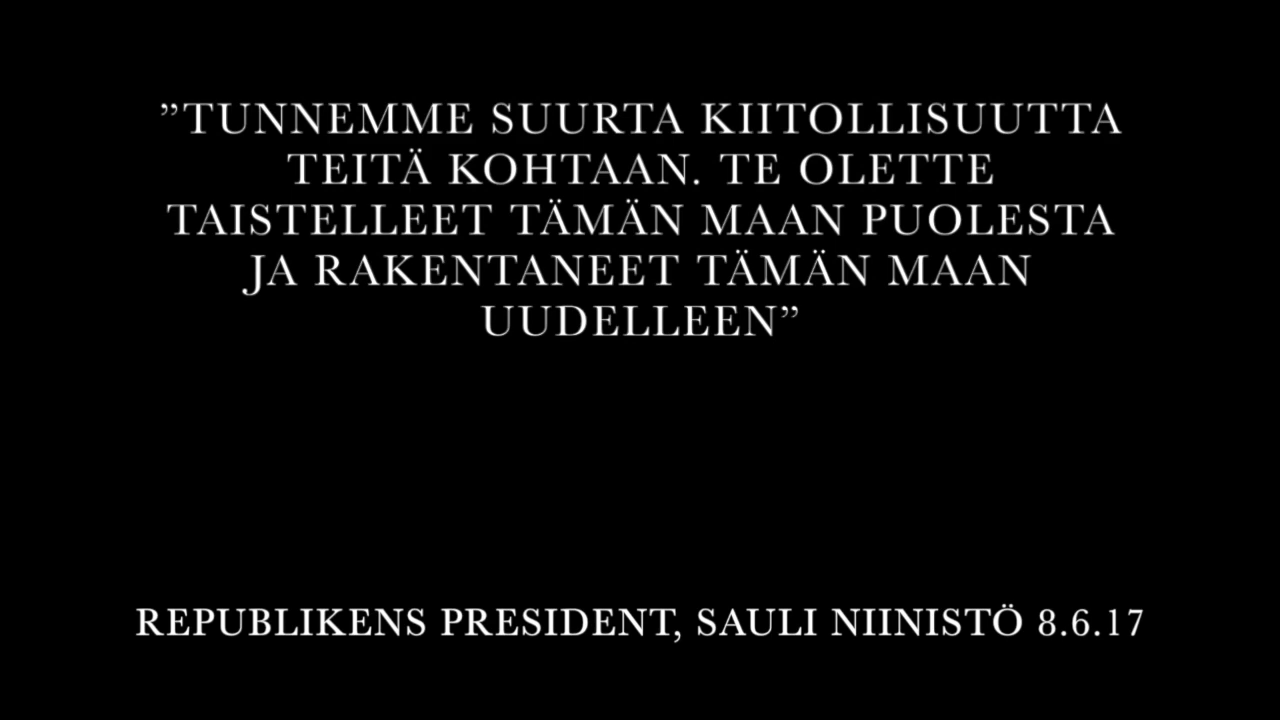 ”TUNNEMME SUURTA KIITOLLISUUTTA
TEITÄ KOHTAAN. TE OLETTE
TAISTELLEET TÄMÄN MAAN PUOLESTA
JA RAKENTANEET TÄMÄN MAAN
UUDELLEEN”
REPUBLIKENS PRESIDENT, SAULI NIINISTÖ 8.6.17